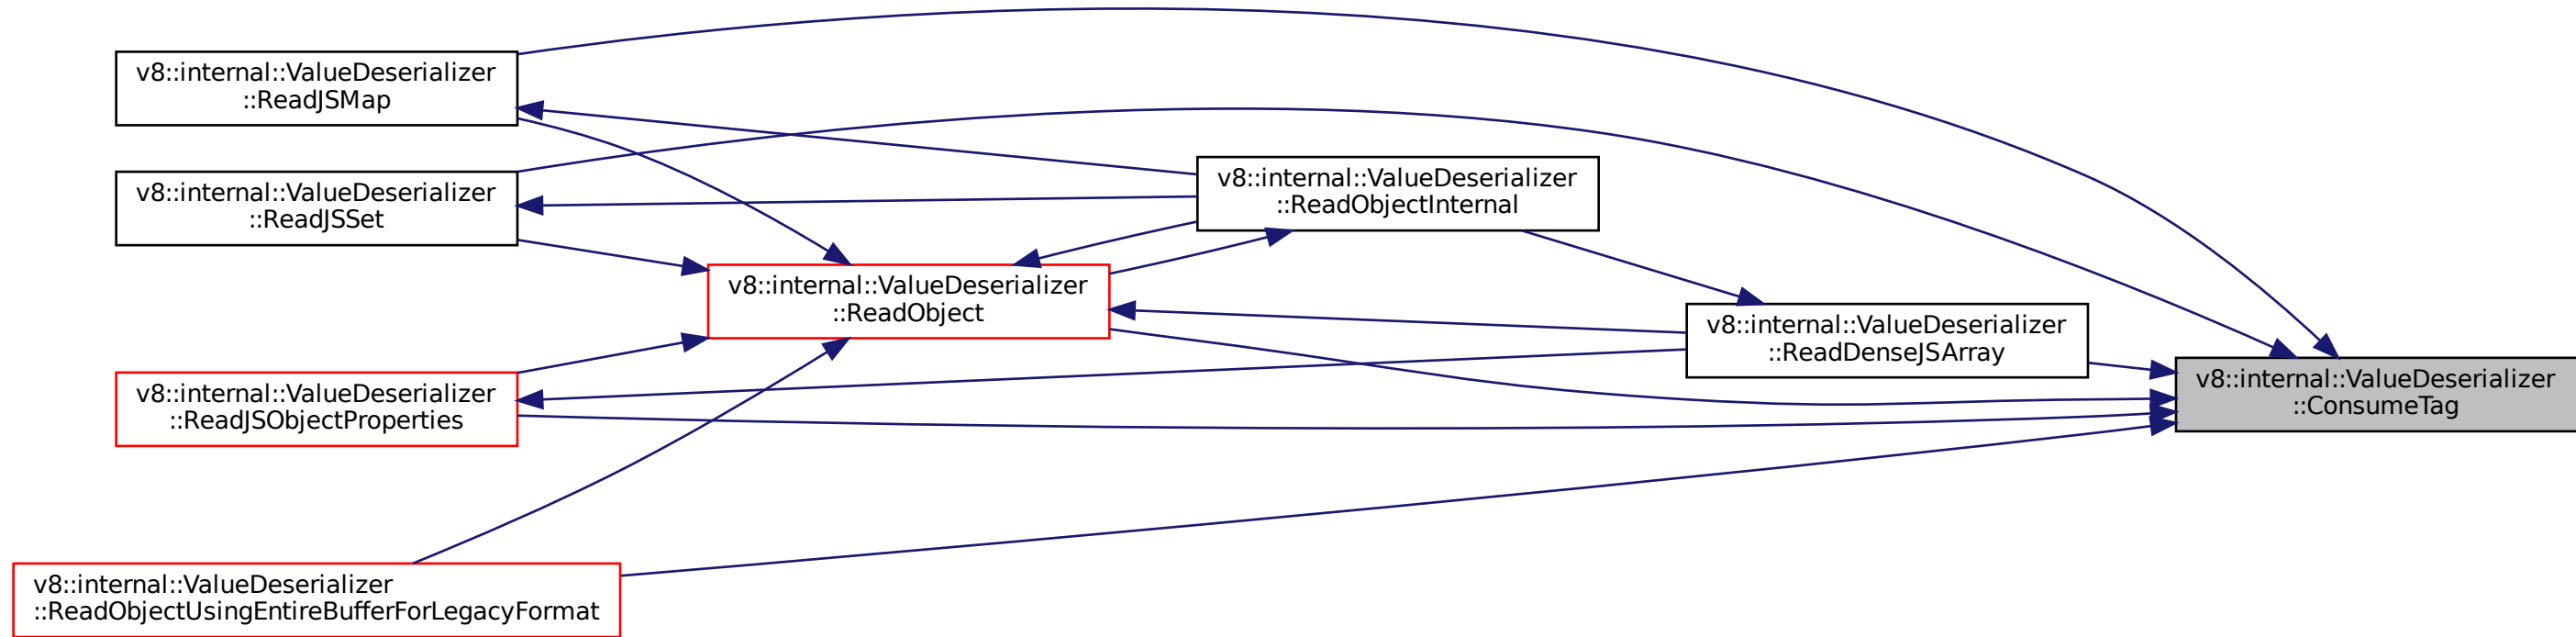 v8::internal::ValueDeserializer
::ReadJSMap
v8::internal::ValueDeserializer
::ReadJSSet
v8::internal::ValueDeserializer
::ReadObjectInternal
v8::internal::ValueDeserializer
::ReadObject
v8::internal::ValueDeserializer
::ReadDenseJSArray
v8::internal::ValueDeserializer
::ConsumeTag
v8::internal::ValueDeserializer
::ReadJSObjectProperties
v8::internal::ValueDeserializer
::ReadObjectUsingEntireBufferForLegacyFormat